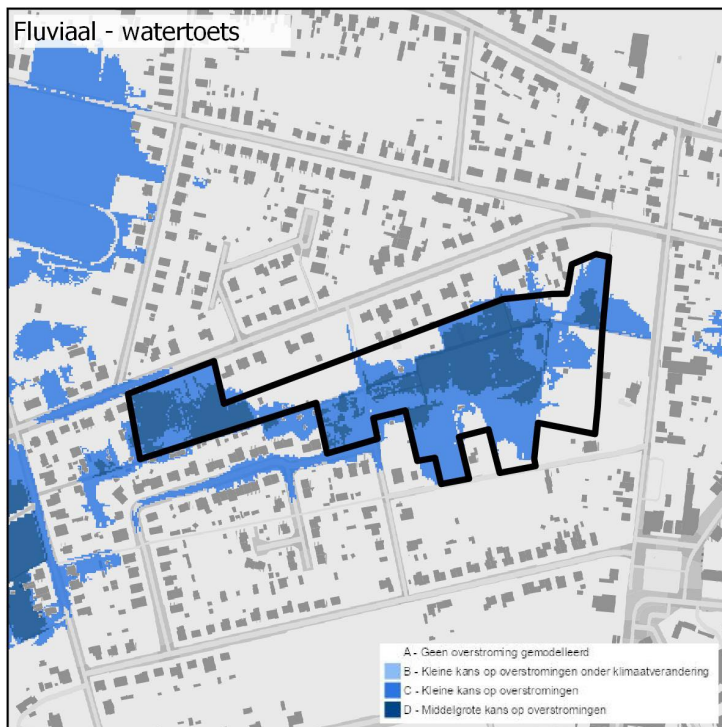 Fluviaal - watertoets
A - Geen overstroming gemodelleerd
B - Kleine kans op overstromingen onder klimaatverandering
C - Kleine kans op overstromingen
D - Middelgrote kans op overstromingen